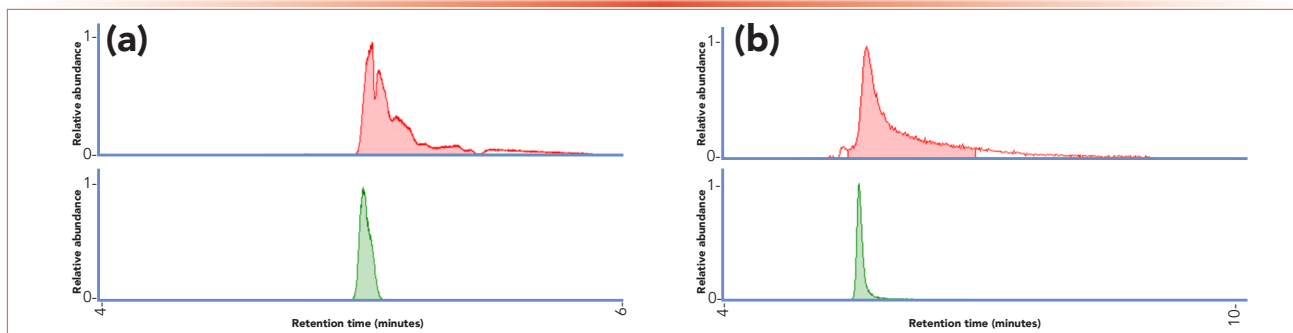 (a)
Relative abundance
1-
0-
Relative abundance
1-
0-
4-
6-
Retention time (minutes)
(b)
Relative abundance
1-
0-
Relative abundance
1-
0-
4-
10-
Retention time (minutes)